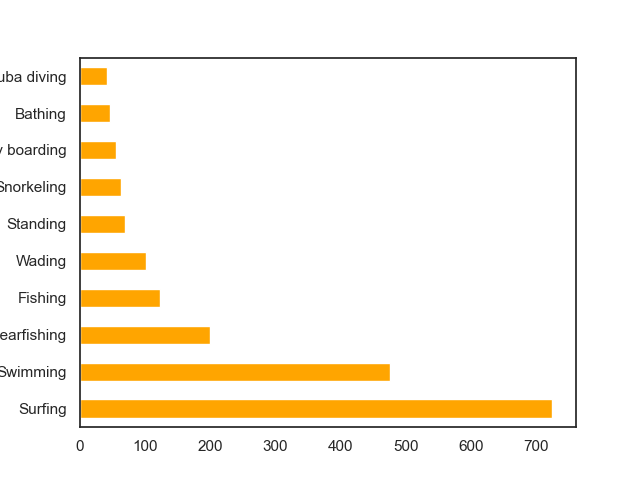 uba diving
Bathing
y boarding
Snorkeling
Standing
Wading
Fishing
earfishing
Swimming
Surfing
0 100 200 300 400 500 600 700